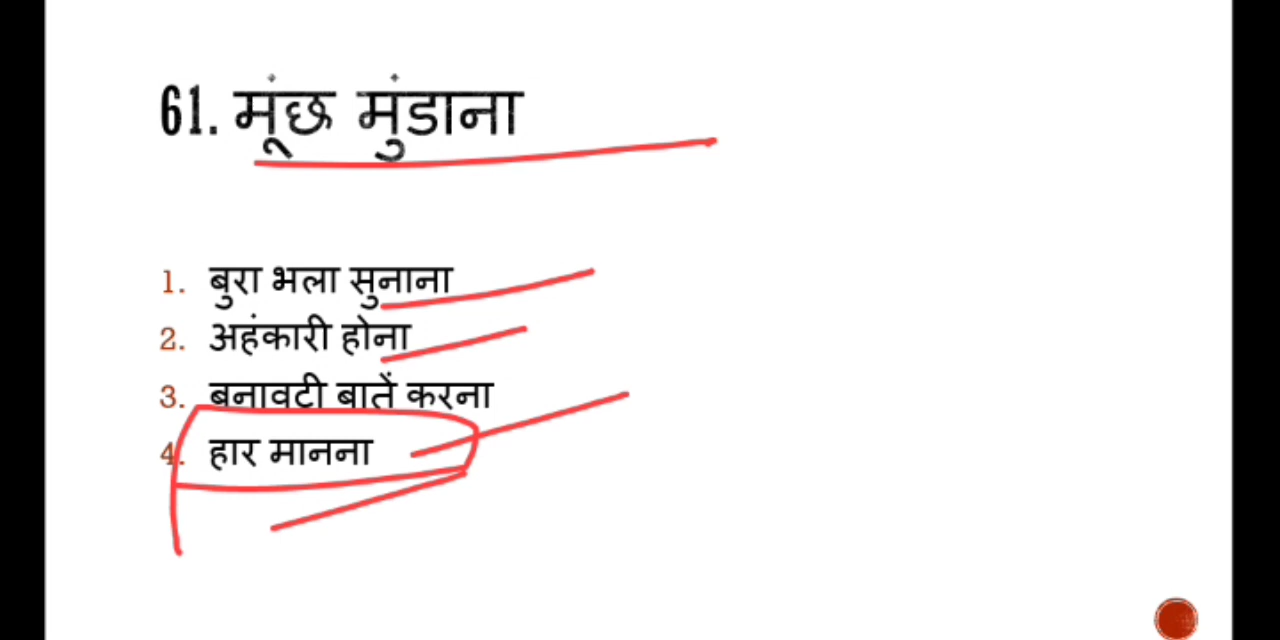 61. मूंछ मुंडाना
1. बुरा भला सुनाना
2. अहंकारी होना
3. बनावटी बातें करना
4. हार मानना